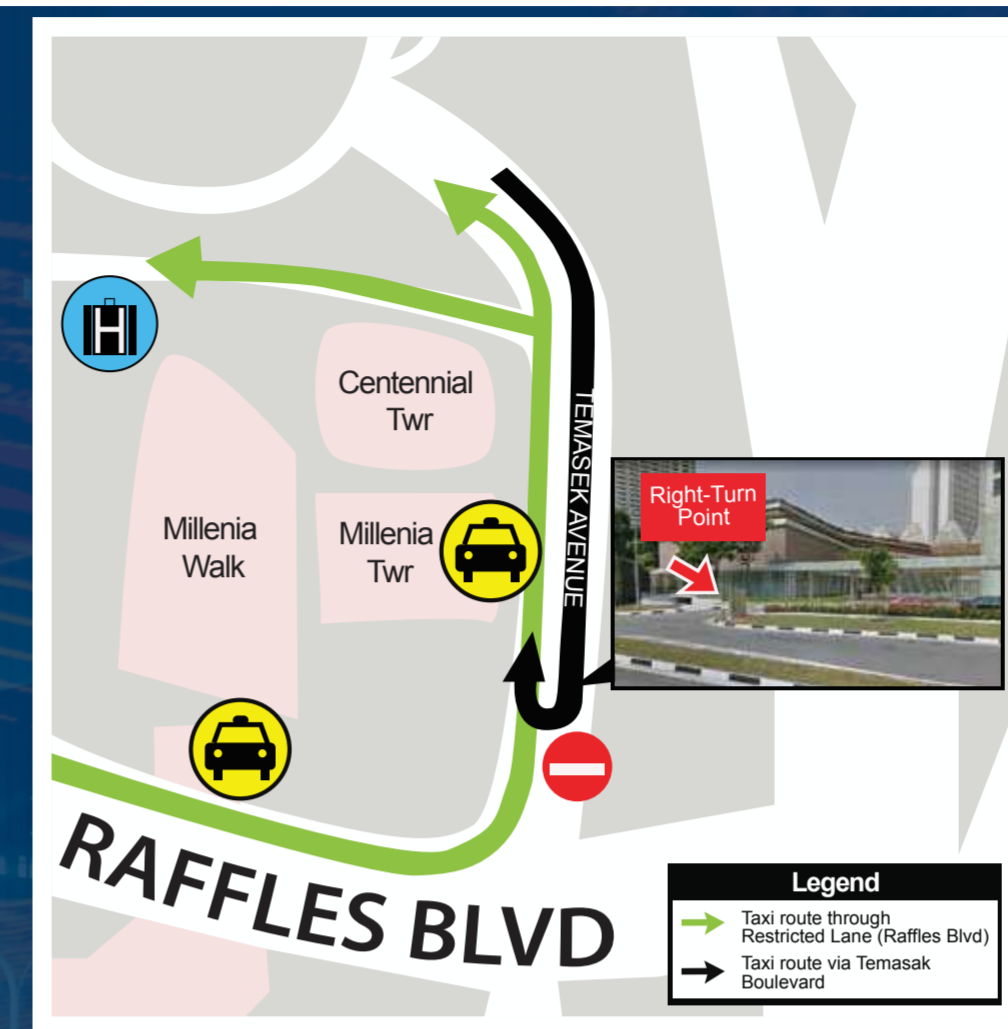 Centennial
Twr
TEMASEK AVENUE
Right-Turn
Point
Millenia
Walk
Millenia
Twr
H
RAFFLES BLVD
Legend
Taxi route through
Restricted Lane (Raffles Blvd)
Taxi route via Temasak
Boulevard